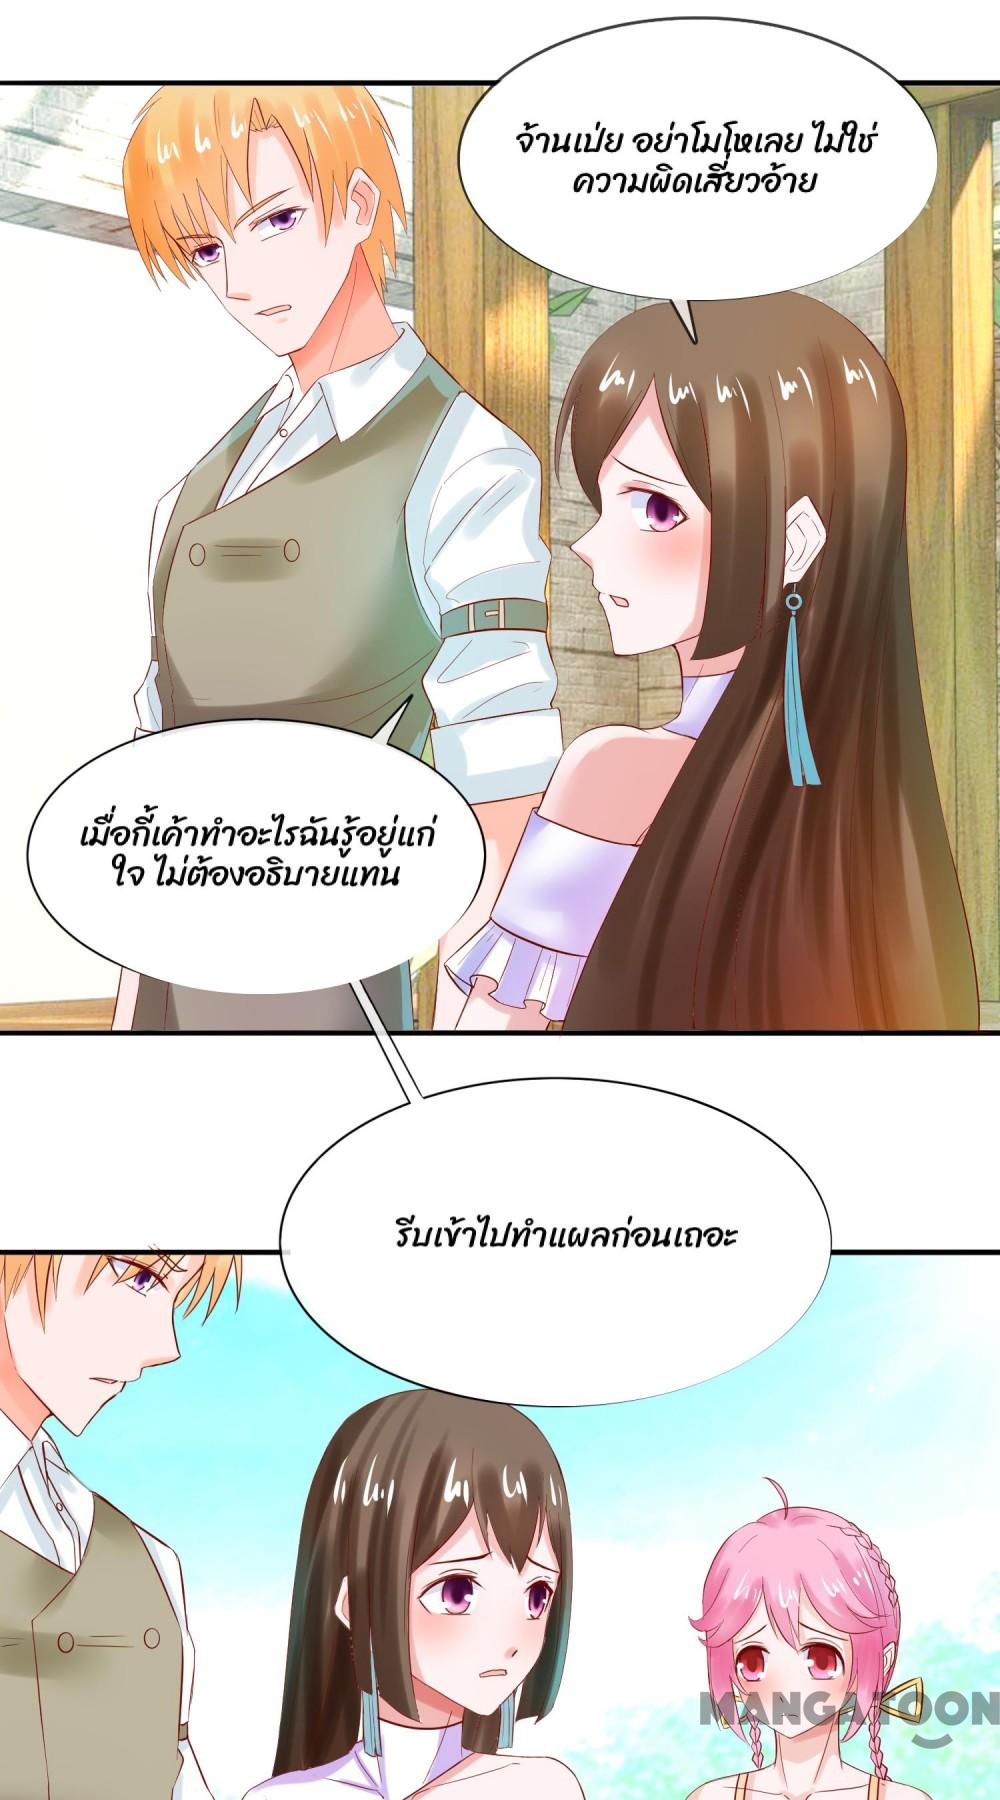 จ้านเป่ย อย่าโมโหเลย ไม่ใช่
ความผิดเสี่ยวอ้าย
เมื่อกี้เค้าทำอะไรฉันรู้อยู่แก่
ใจ ไม่ต้องอธิบายแทน
รีบเข้าไปทำแผลก่อนเถอะ
MANGATOON